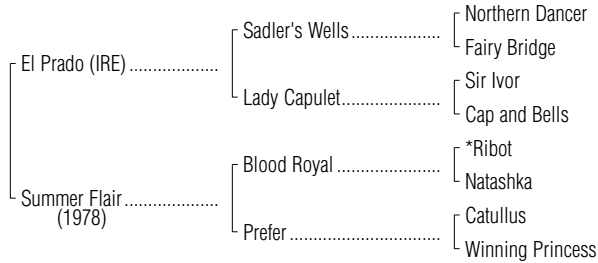 Northern Dancer
Sadler's Wells....................
Fairy Bridge
El Prado (IRE) ...................
Sir Ivor
Lady Capulet......................
Cap and Bells
*Ribot
Blood Royal .......................
Natashka
Summer Flair....................
(1978)
Catullus
Prefer.................................
Winning Princess